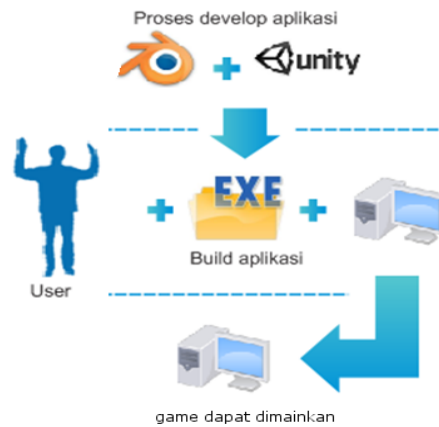 Proses develop aplikasi
unity
EXE
Build aplikasi
User
game dapat dimainkan